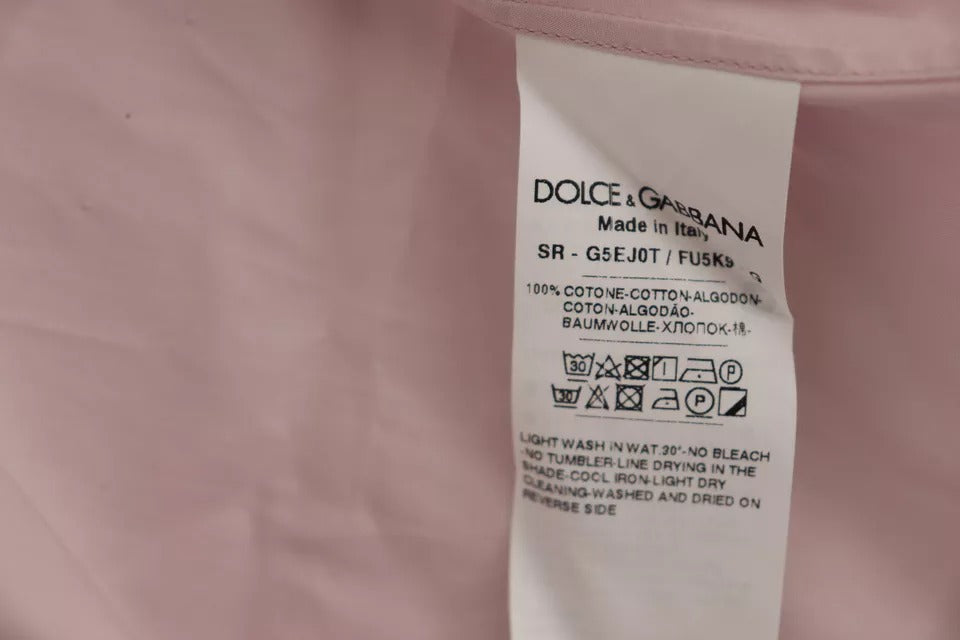 DOLCE & GABBANA
Made in Italy
SR - G5EJ0T / FU5K9
100% COTONE-COTTON-ALGODON-
COTON-ALGODÃO-
BAUMWOLLE-ХЛОПОК-棉-
30 P
30 P
LIGHT WASH IN WAT.30°-NO BLEACH
-NO TUMBLER-LINE DRYING IN THE
SHADE-COOL IRON-LIGHT DRY
CLEANING-WASHED AND DRIED ON
REVERSE SIDE